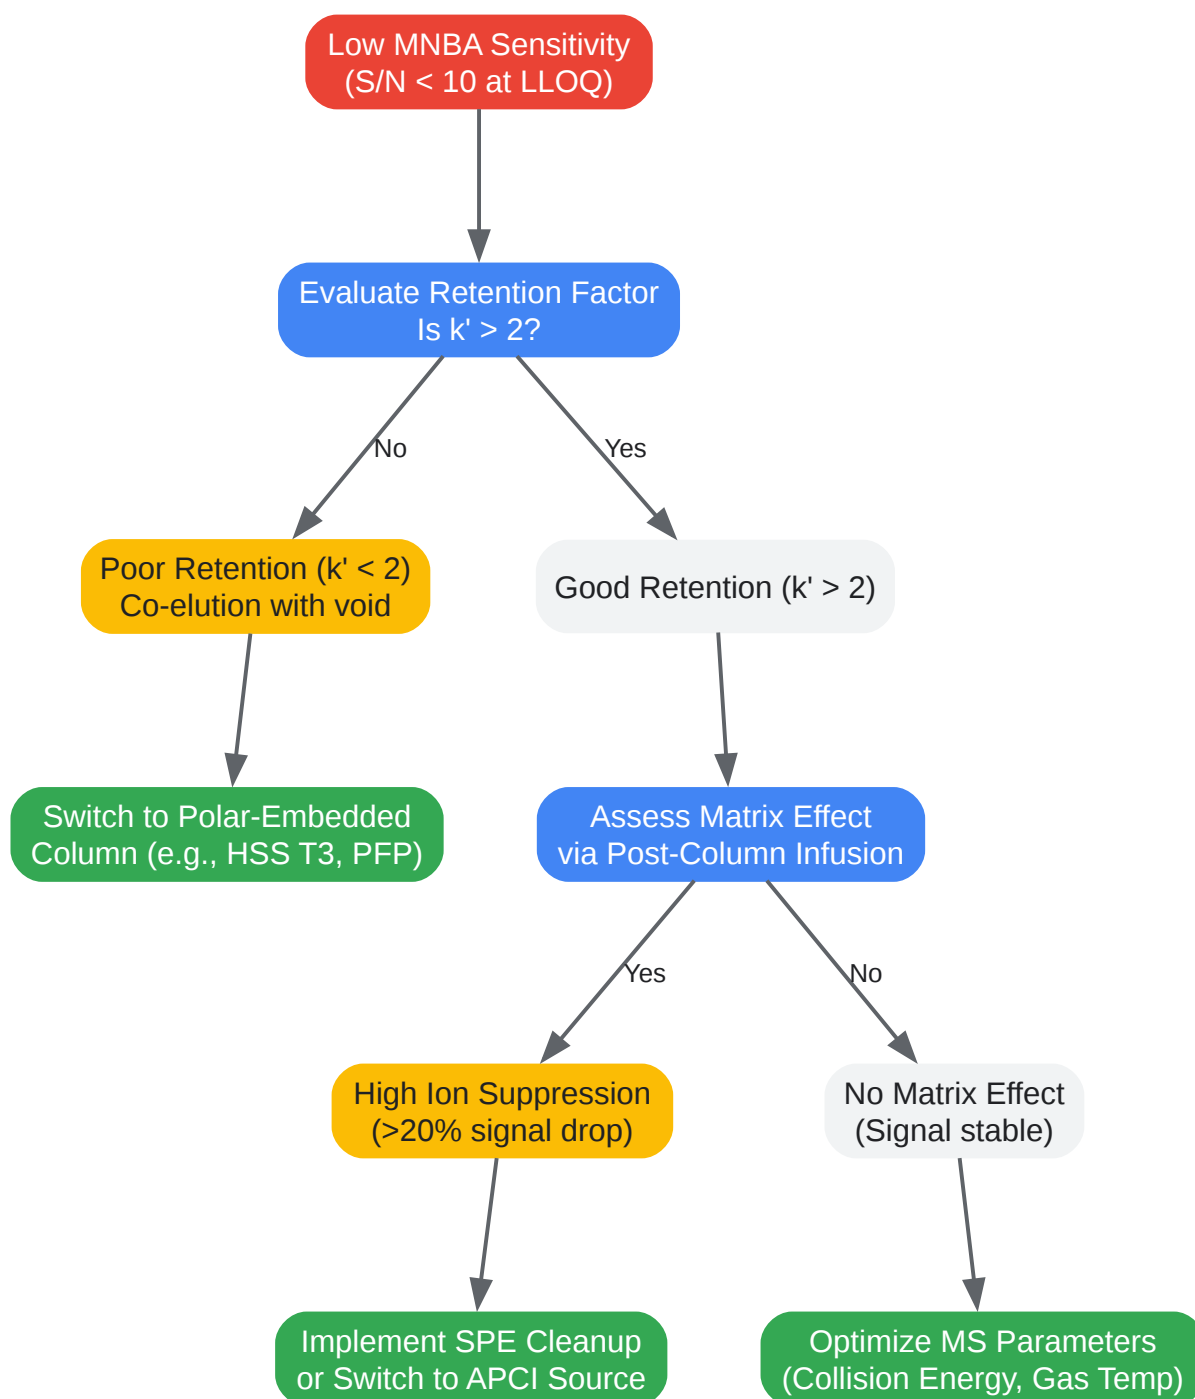 Low MNBA Sensitivity
(S/N < 10 at LLOQ)
Evaluate Retention Factor
Is k' > 2?
No
Yes
Poor Retention (k' < 2)
Co-elution with void
Good Retention (k' > 2)
Switch to Polar-Embedded
Column (e.g., HSS T3, PFP)
Assess Matrix Effect
via Post-Column Infusion
Yes
No
High Ion Suppression
(>20% signal drop)
No Matrix Effect
(Signal stable)
Implement SPE Cleanup
or Switch to APCI Source
Optimize MS Parameters
(Collision Energy, Gas Temp)